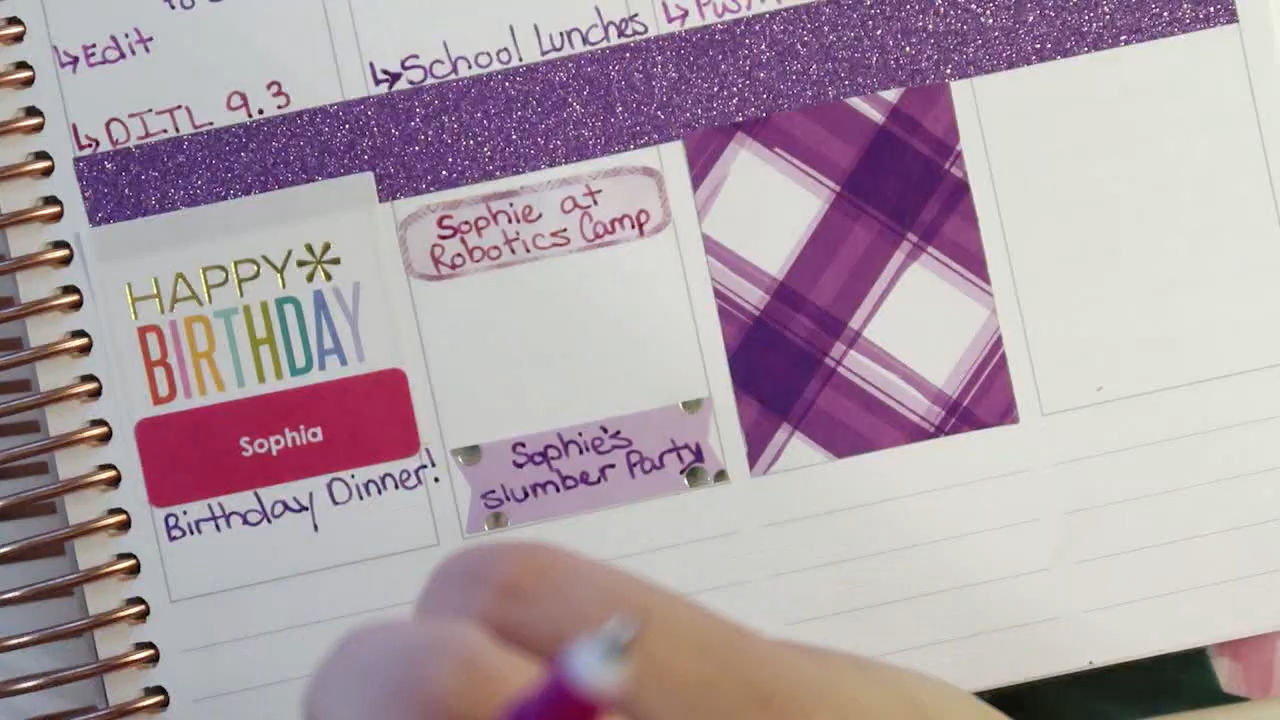 ↳Edit
↳DITL 9.3
↳School Lunches
HAPPY*
BIRTHDAY
Sophia
Birthday Dinner!
Sophie at
Robotics Camp
Sophie's
Slumber Party